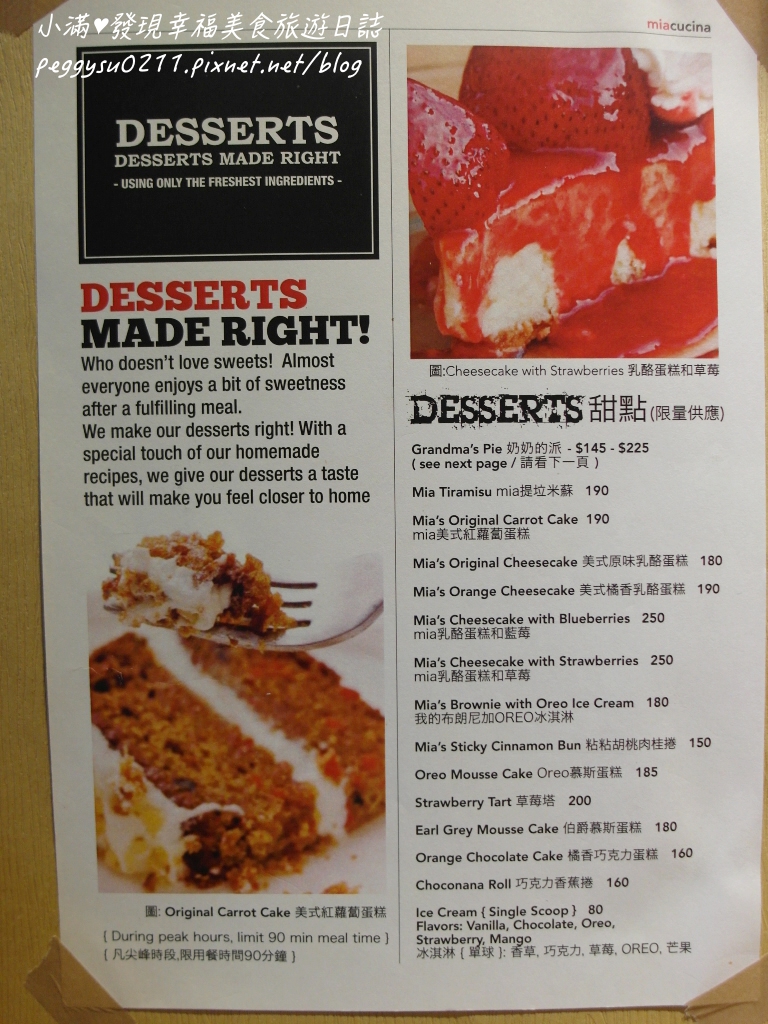 小滿♥發現幸福美食旅遊日誌
peggysu0211.pixnet.net/blog
miacucina
DESSERTS
DESSERTS MADE RIGHT
- USING ONLY THE FRESHEST INGREDIENTS -
DESSERTS
MADE RIGHT!
Who doesn't love sweets! Almost
everyone enjoys a bit of sweetness
after a fulfilling meal.
We make our desserts right! With a
special touch of our homemade
recipes, we give our desserts a taste
that will make you feel closer to home
圖: Original Carrot Cake 美式紅蘿蔔蛋糕
{ During peak hours, limit 90 min meal time }
{ 凡尖峰時段,限用餐時間90分鐘 }
圖:Cheesecake with Strawberries 乳酪蛋糕和草莓
DESSERTS 甜點 (限量供應)
Grandma's Pie 奶奶的派 - $145 - $225
( see next page / 請看下一頁 )
Mia Tiramisu mia提垃米蘇 190
Mia's Original Carrot Cake 190
mia美式紅蘿蔔蛋糕
Mia's Original Cheesecake 美式原味乳酪蛋糕 180
Mia's Orange Cheesecake 美式橘香乳酪蛋糕 190
Mia's Cheesecake with Blueberries 250
mia乳酪蛋糕和藍莓
Mia's Cheesecake with Strawberries 250
mia乳酪蛋糕和草莓
Mia's Brownie with Oreo Ice Cream 180
我的布朗尼加OREO冰淇淋
Mia's Sticky Cinnamon Bun 粘粘胡桃肉桂捲 150
Oreo Mousse Cake Oreo慕斯蛋糕 185
Strawberry Tart 草莓塔 200
Earl Grey Mousse Cake 伯爵慕斯蛋糕 180
Orange Chocolate Cake 橘香巧克力蛋糕 160
Choconana Roll 巧克力香蕉捲 160
Ice Cream { Single Scoop } 80
Flavors: Vanilla, Chocolate, Oreo,
Strawberry, Mango
冰淇淋 { 單球 }: 香草, 巧克力, 草莓, OREO, 芒果